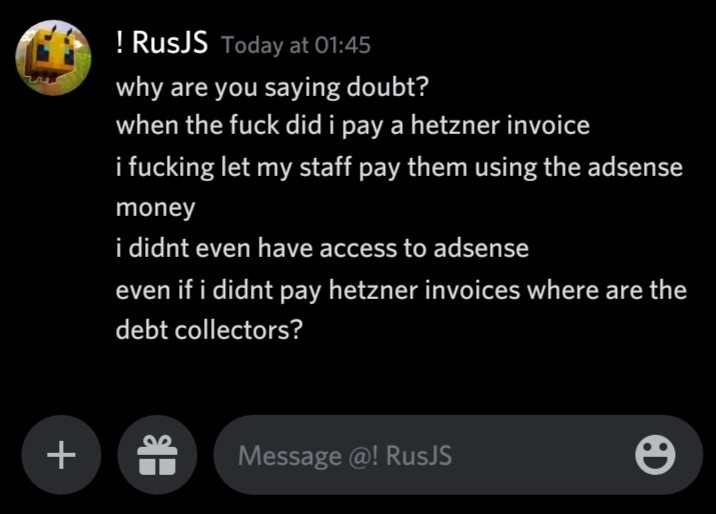 ! RusJS Today at 01:45
why are you saying doubt?
when the fuck did i pay a hetzner invoice
i fucking let my staff pay them using the adsense
money
i didnt even have access to adsense
even if i didnt pay hetzner invoices where are the
debt collectors?
Message @! RusJS